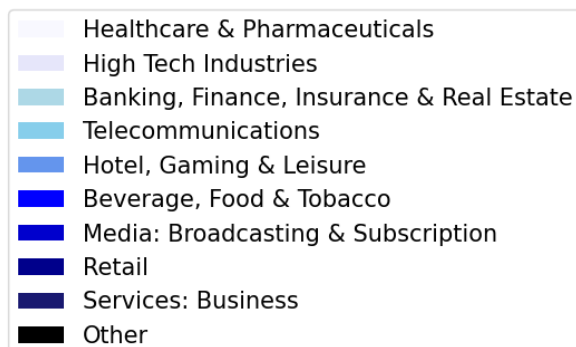 Healthcare & Pharmaceuticals
High Tech Industries
Banking, Finance, Insurance & Real Estate
Telecommunications
Hotel, Gaming & Leisure
Beverage, Food & Tobacco
Media: Broadcasting & Subscription
Retail
Services: Business
Other